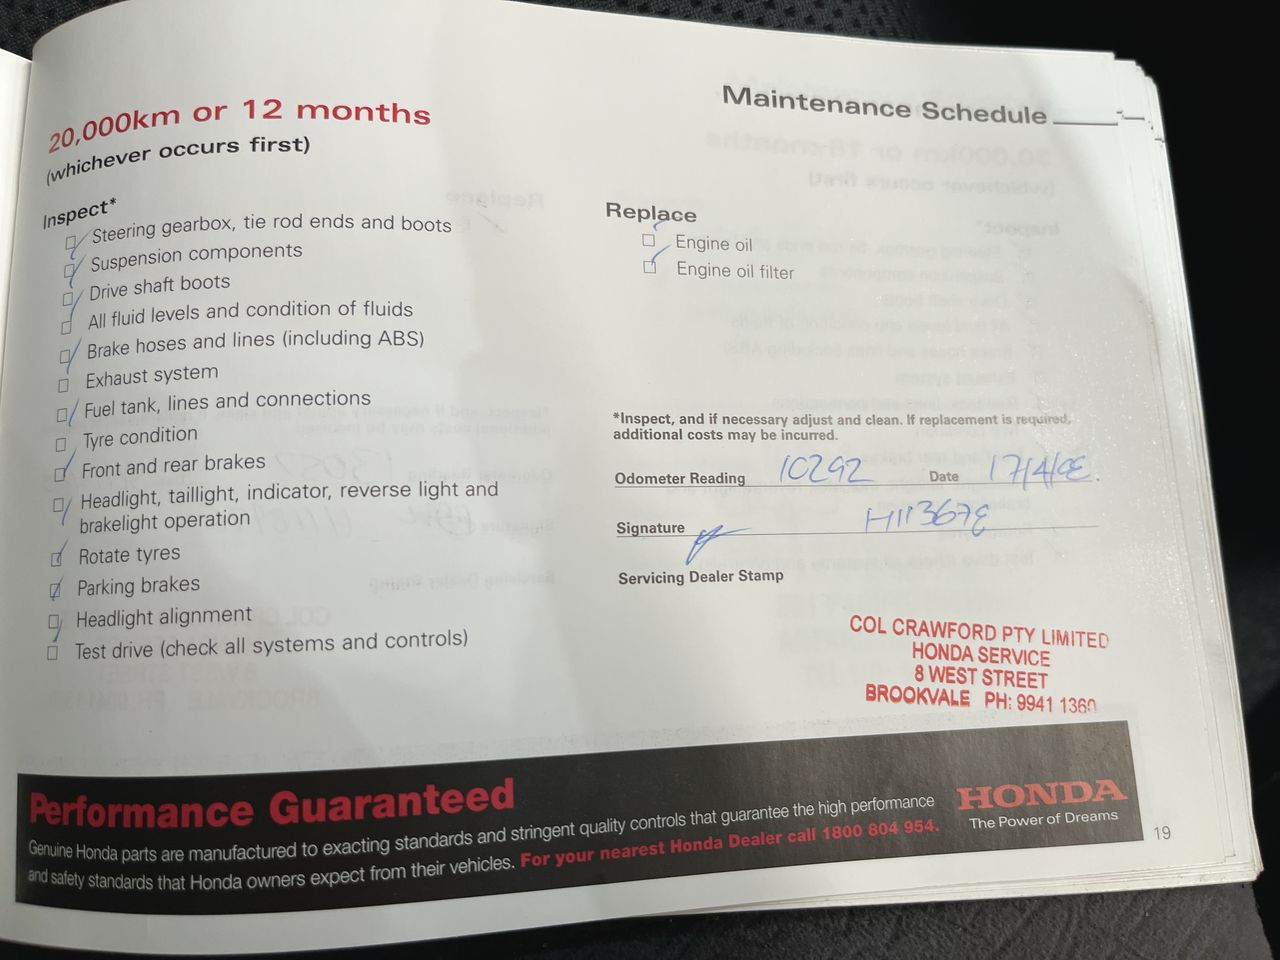 Maintenance Schedule
20,000km or 12 months
(whichever occurs first)
Inspect*
Steering gearbox, tie rod ends and boots
Suspension components
Drive shaft boots
All fluid levels and condition of fluids
Brake hoses and lines (including ABS)
Exhaust system
Fuel tank, lines and connections
Tyre condition
Front and rear brakes
Headlight, taillight, indicator, reverse light and
brakelight operation
Rotate tyres
Parking brakes
Headlight alignment
Test drive (check all systems and controls)
Replace
Engine oil
Engine oil filter
*Inspect, and if necessary adjust and clean. If replacement is required,
additional costs may be incurred.
Odometer Reading 10292 Date
Signature
Servicing Dealer Stamp
COL CRAWFORD PTY LIMITED
HONDA SERVICE
8 WEST STREET
BROOKVALE PH: 9941 1360
Performance Guaranteed
Genuine Honda parts are manufactured to exacting standards and stringent quality controls that guarantee the high performance
and safety standards that Honda owners expect from their vehicles. For your nearest Honda Dealer call 1800 804 954.
HONDA
The Power of Dreams
19